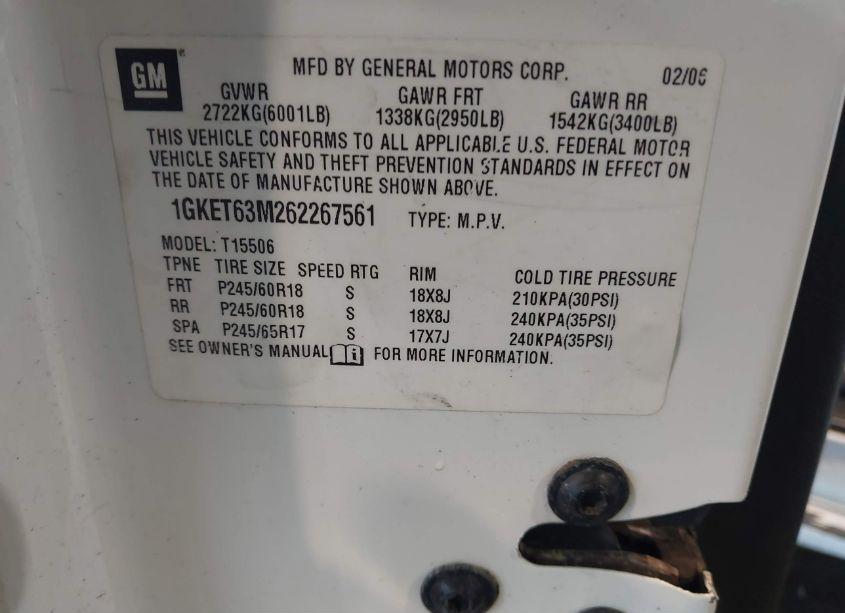 GM
MFD BY GENERAL MOTORS CORP. 02/06
GVWR GAWR FRT GAWR RR
2722KG(6001LB) 1338KG(2950LB) 1542KG(3400LB)
THIS VEHICLE CONFORMS TO ALL APPLICABLE U.S. FEDERAL MOTOR
VEHICLE SAFETY AND THEFT PREVENTION STANDARDS IN EFFECT ON
THE DATE OF MANUFACTURE SHOWN ABOVE.
1GKET63M262267561 TYPE: M.P.V.
MODEL: T15506
TPNE TIRE SIZE SPEED RTG RIM COLD TIRE PRESSURE
FRT P245/60R18 S 18X8J 210KPA(30PSI)
RR P245/60R18 S 18X8J 240KPA(35PSI)
SPA P245/65R17 S 17X7J 240KPA(35PSI)
SEE OWNER'S MANUAL i FOR MORE INFORMATION.